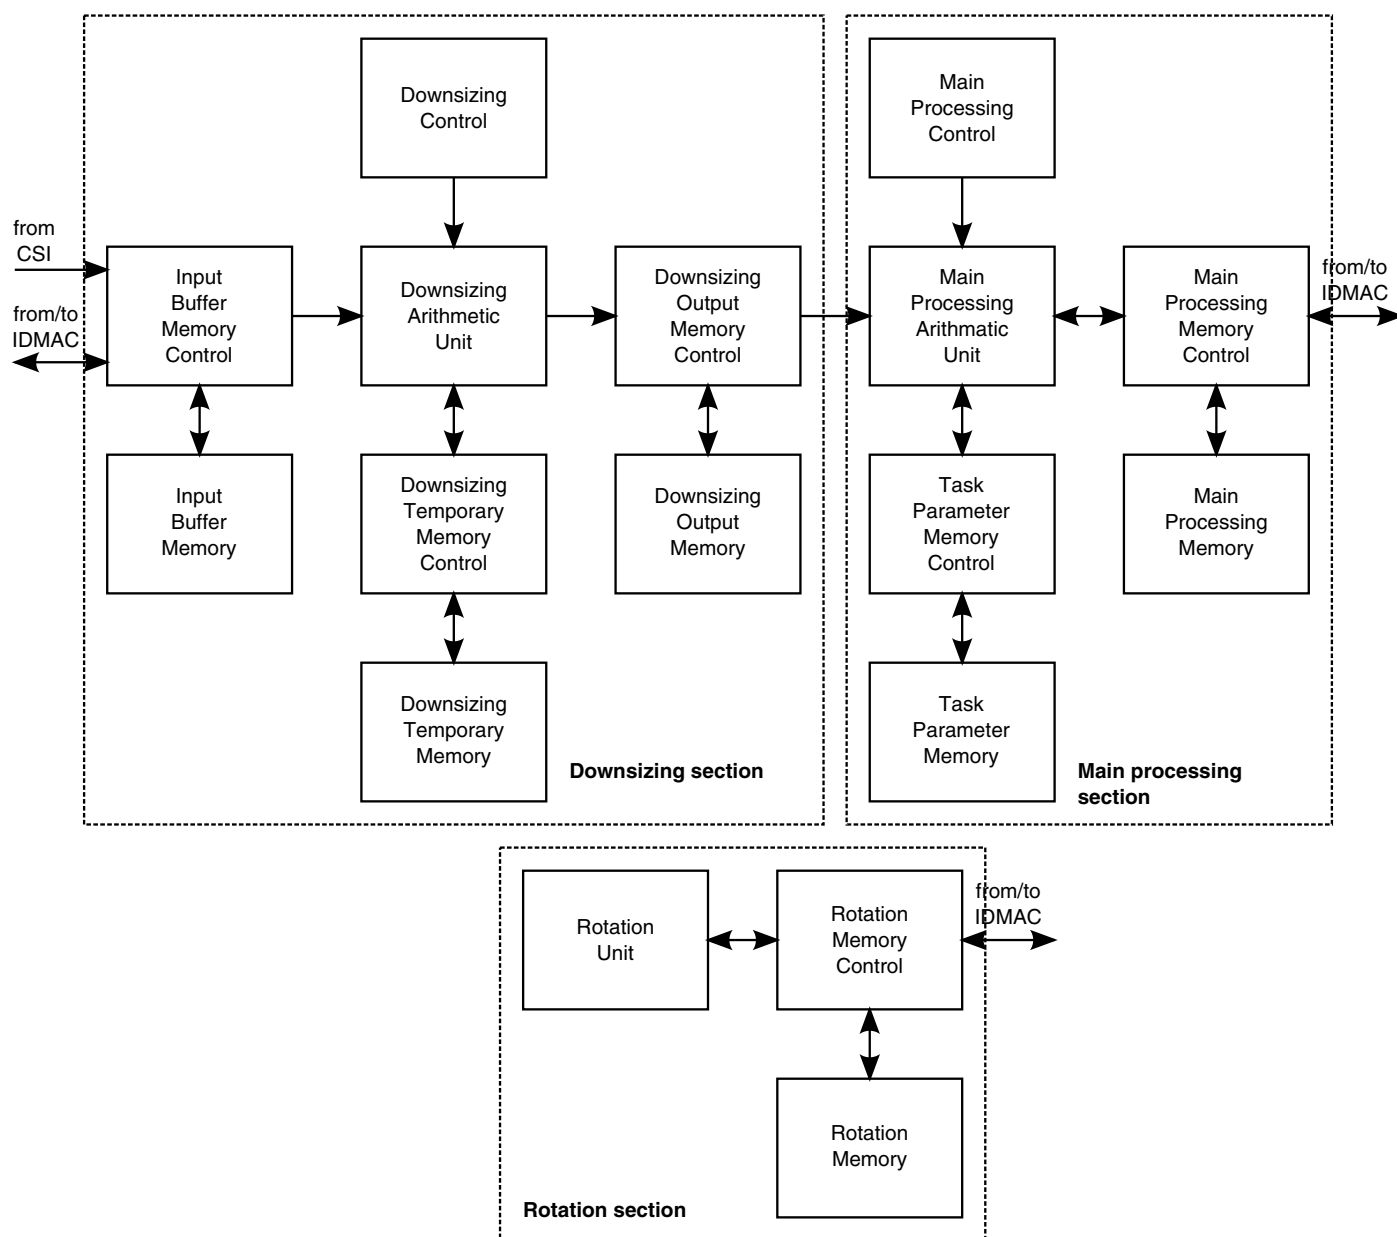 Downsizing
Control
Main
Processing
Control
from
CSI
from/to
IDMAC
Input
Buffer
Memory
Control
Downsizing
Arithmetic
Unit
Downsizing
Output
Memory
Control
Main
Processing
Arithmatic
Unit
Main
Processing
Memory
Control
from/to
IDMAC
Input
Buffer
Memory
Downsizing
Temporary
Memory
Control
Downsizing
Output
Memory
Task
Parameter
Memory
Control
Main
Processing
Memory
Downsizing
Temporary
Memory
Downsizing section
Task
Parameter
Memory
Main processing
section
Rotation
Unit
Rotation
Memory
Control
from/to
IDMAC
Rotation
Memory
Rotation section